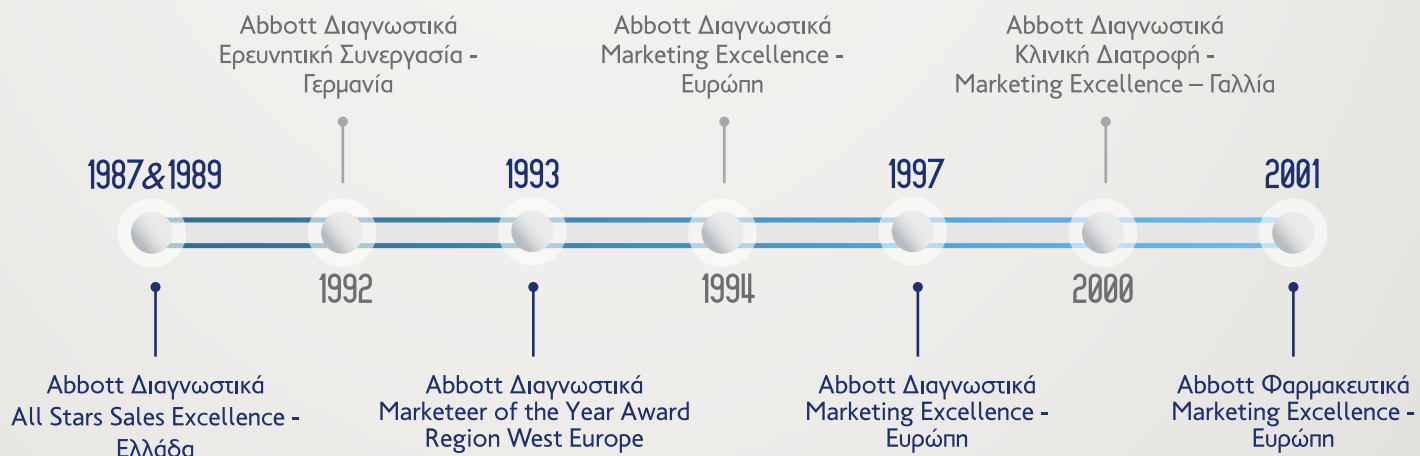 Abbott Διαγνωστικά
Ερευνητική Συνεργασία -
Γερμανία
Abbott Διαγνωστικά
Marketing Excellence -
Ευρώπη
Abbott Διαγνωστικά
Κλινική Διατροφή -
Marketing Excellence – Γαλλία
1987&1989
1993
1997
2001
1992
1994
2000
Abbott Διαγνωστικά
All Stars Sales Excellence -
Ελλάδα
Abbott Διαγνωστικά
Marketeer of the Year Award
Region West Europe
Abbott Διαγνωστικά
Marketing Excellence -
Ευρώπη
Abbott Φαρμακευτικά
Marketing Excellence -
Ευρώπη